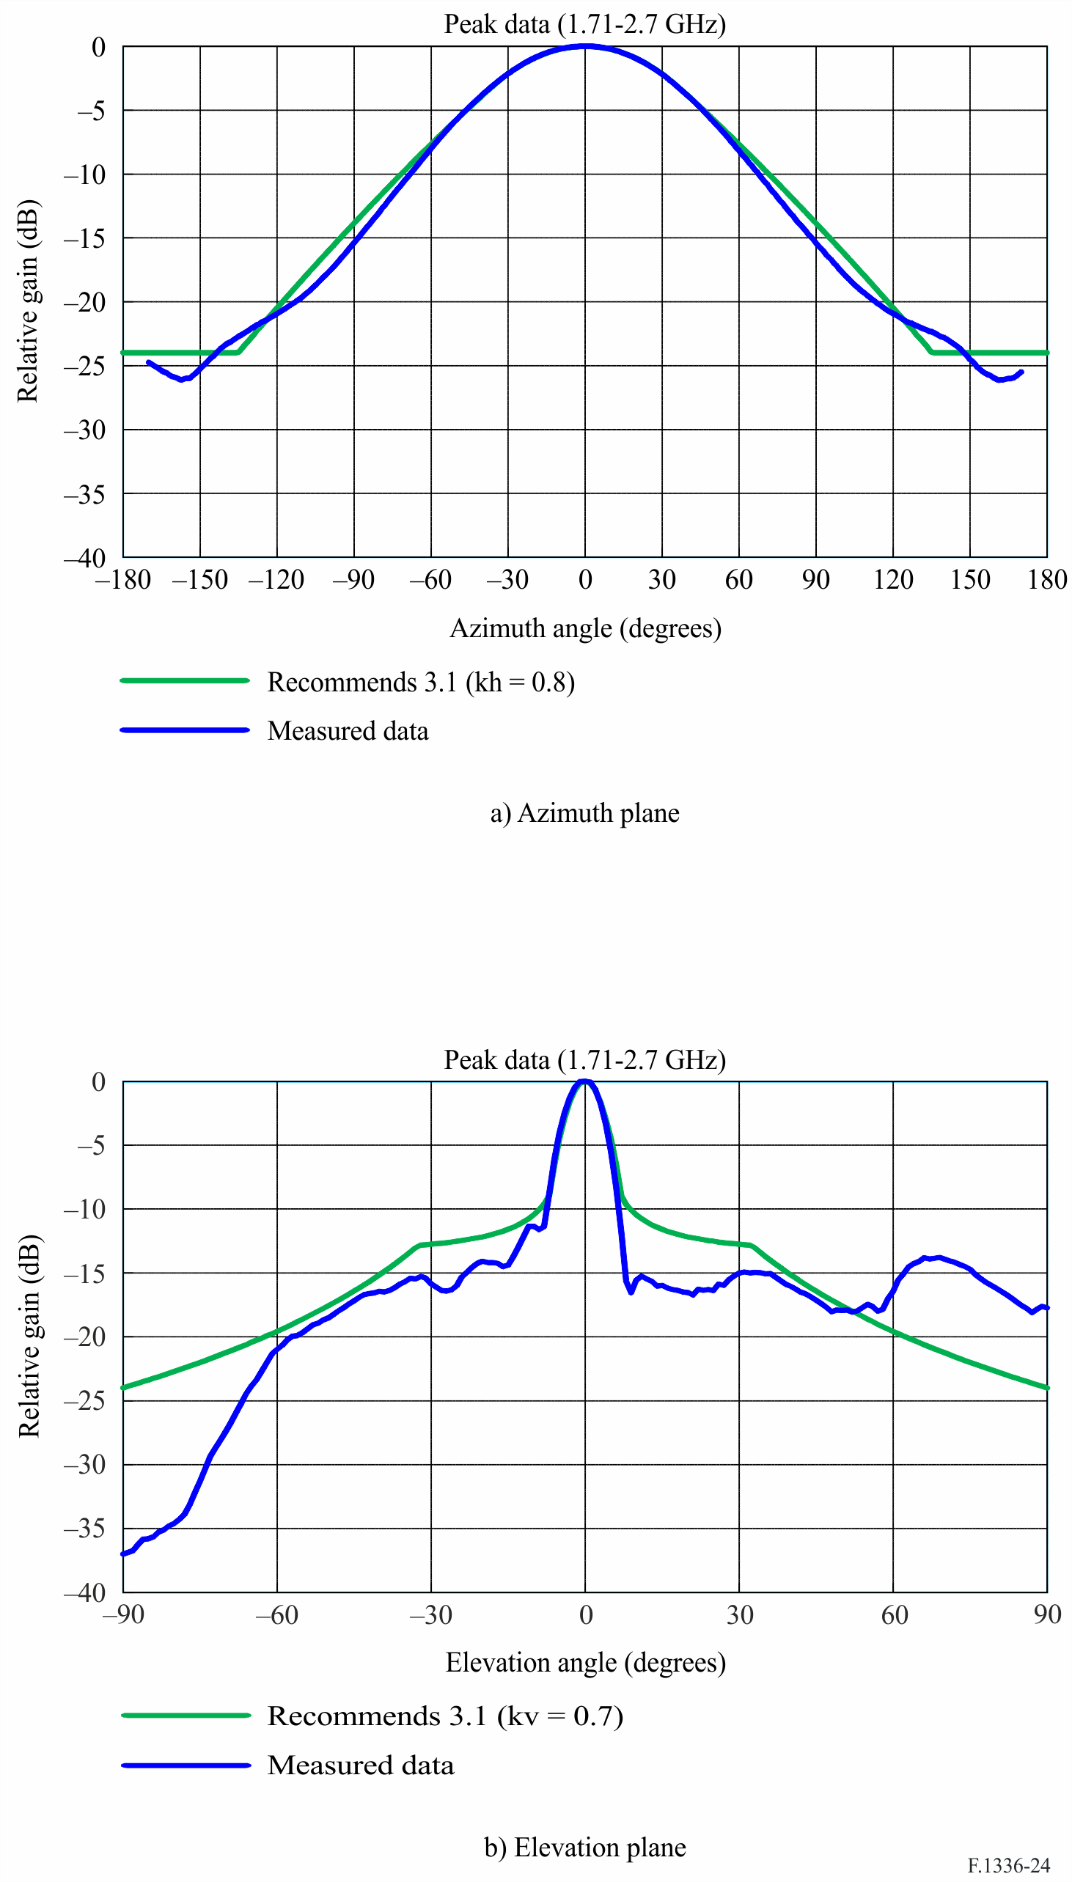 Peak data (1.71-2.7 GHz)
0
–5
–10
–15
–20
–25
–30
–35
–40
Relative gain (dB)
–180 –150 –120 –90 –60 –30 0 30 60 90 120 150 180
Azimuth angle (degrees)
Recommends 3.1 (kh = 0.8)
Measured data
a) Azimuth plane
Peak data (1.71-2.7 GHz)
0
–5
–10
–15
–20
–25
–30
–35
–40
Relative gain (dB)
–90 –60 –30 0 30 60 90
Elevation angle (degrees)
Recommends 3.1 (kv = 0.7)
Measured data
b) Elevation plane
F.1336-24